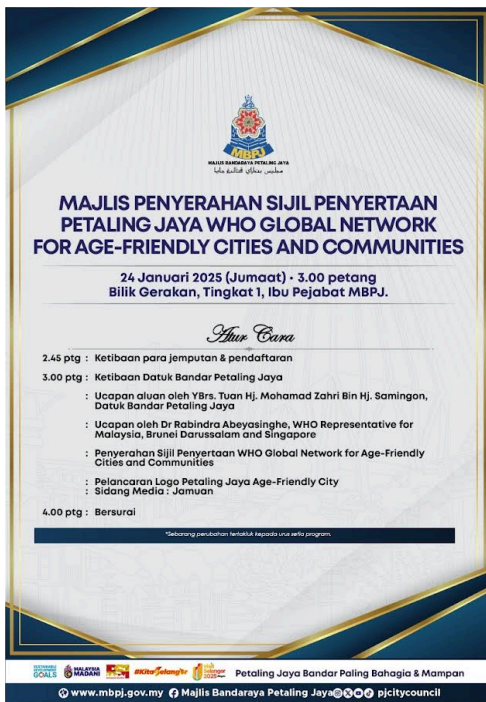 MBPJ
MAJLIS BANDARAYA PETALING JAYA
MAJLIS PENYERAHAN SIJIL PENYERTAAN
PETALING JAYA WHO GLOBAL NETWORK
FOR AGE-FRIENDLY CITIES AND COMMUNITIES
24 Januari 2025 (Jumaat) • 3.00 petang
Bilik Gerakan, Tingkat 1, Ibu Pejabat MBPJ.
Atur Cara
2.45 ptg : Ketibaan para jemputan & pendaftaran
3.00 ptg : Ketibaan Datuk Bandar Petaling Jaya
: Ucapan aluan oleh YBrs. Tuan Hj. Mohamad Zahri Bin Hj. Samingon,
Datuk Bandar Petaling Jaya
: Ucapan oleh Dr Rabindra Abeyasinghe, WHO Representative for
Malaysia, Brunei Darussalam and Singapore
: Penyerahan Sijil Penyertaan WHO Global Network for Age-Friendly
Cities and Communities
: Pelancaran Logo Petaling Jaya Age-Friendly City
: Sidang Media : Jamuan
4.00 ptg : Bersurai
*Sebarang perubahan tertakluk kepada urus setia program.
GOALS MALAYSIA MADANI #KitaSelangor Petaling Jaya Bandar Paling Bahagia & Mampan
www.mbpj.gov.my Majlis Bandaraya Petaling Jaya pjcitycouncil